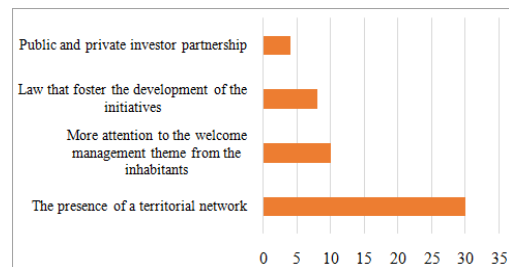 Public and private investor partnership
Law that foster the development of the
initiatives
More attention to the welcome
management theme from the
inhabitants
The presence of a territorial network
0 5 10 15 20 25 30 35